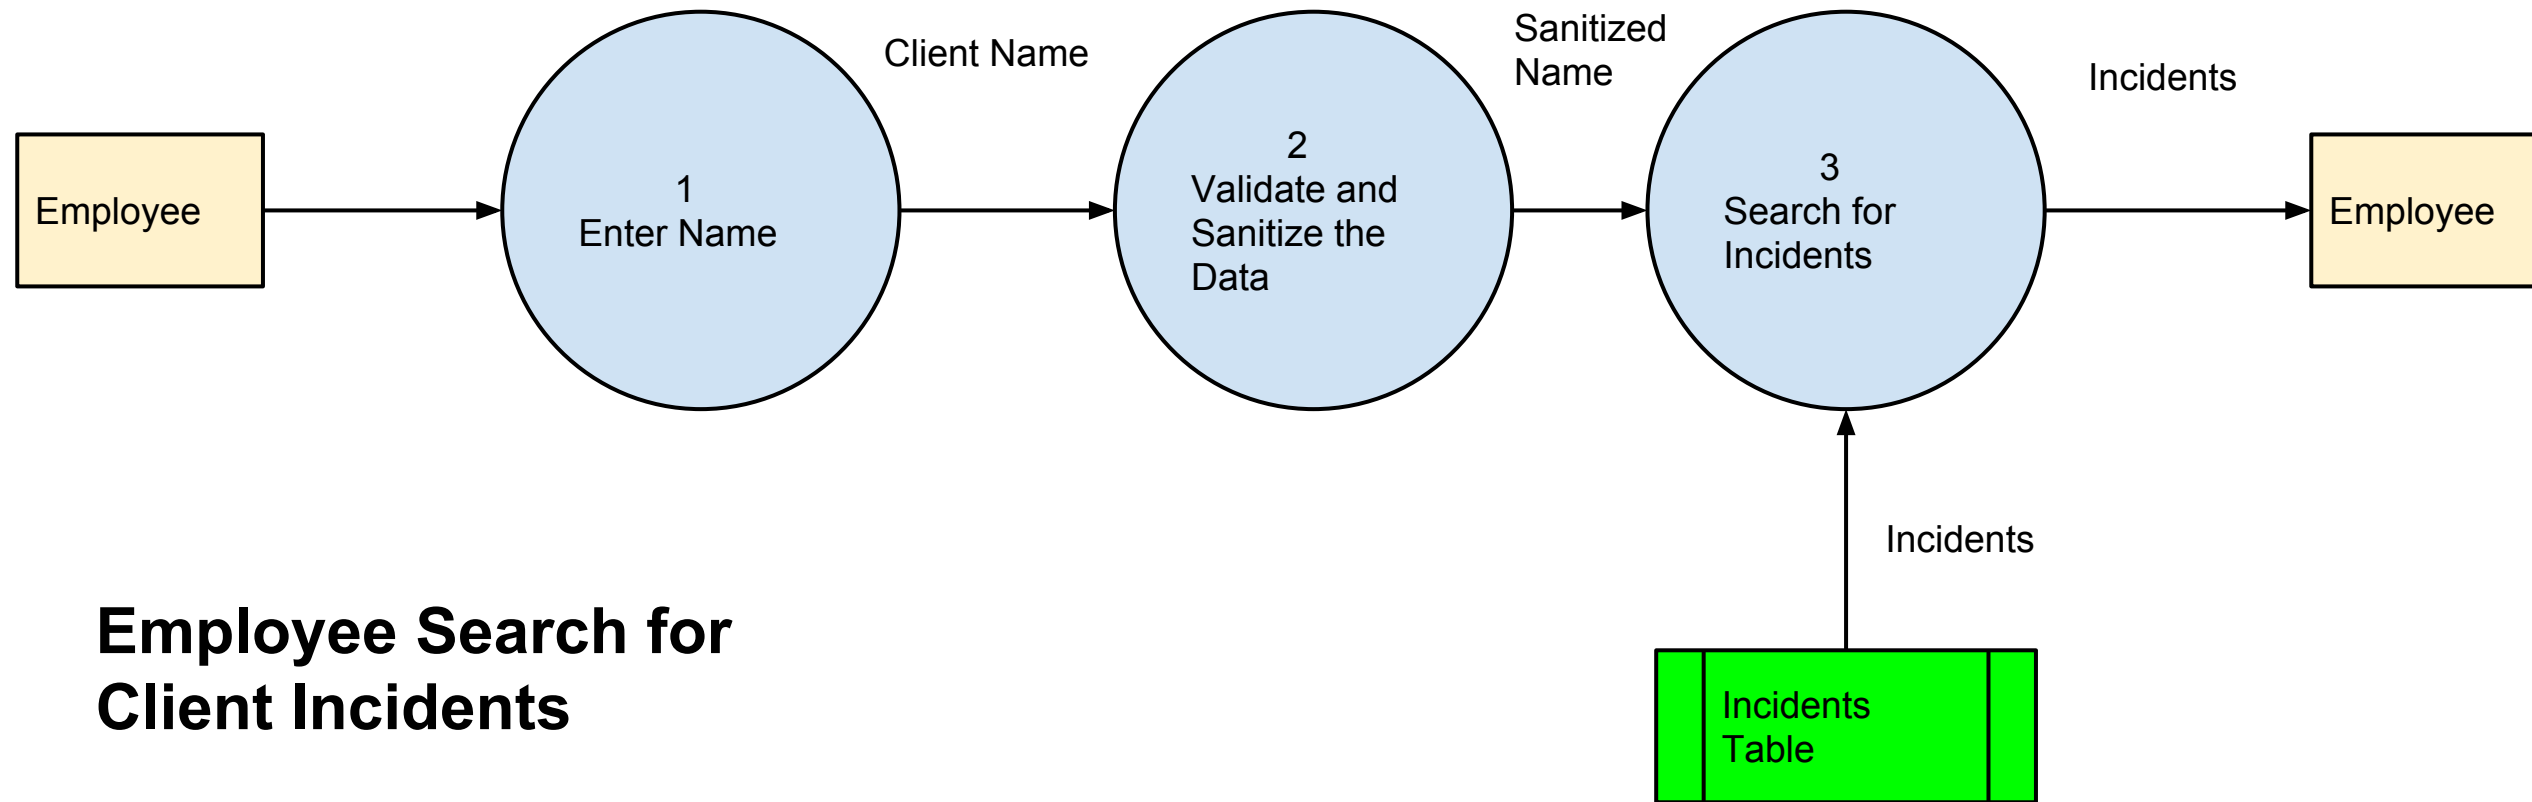 Employee
1
Enter Name
Client Name
2
Validate and
Sanitize the
Data
Sanitized
Name
3
Search for
Incidents
Incidents
Employee
Incidents
Incidents
Table
Employee Search for
Client Incidents